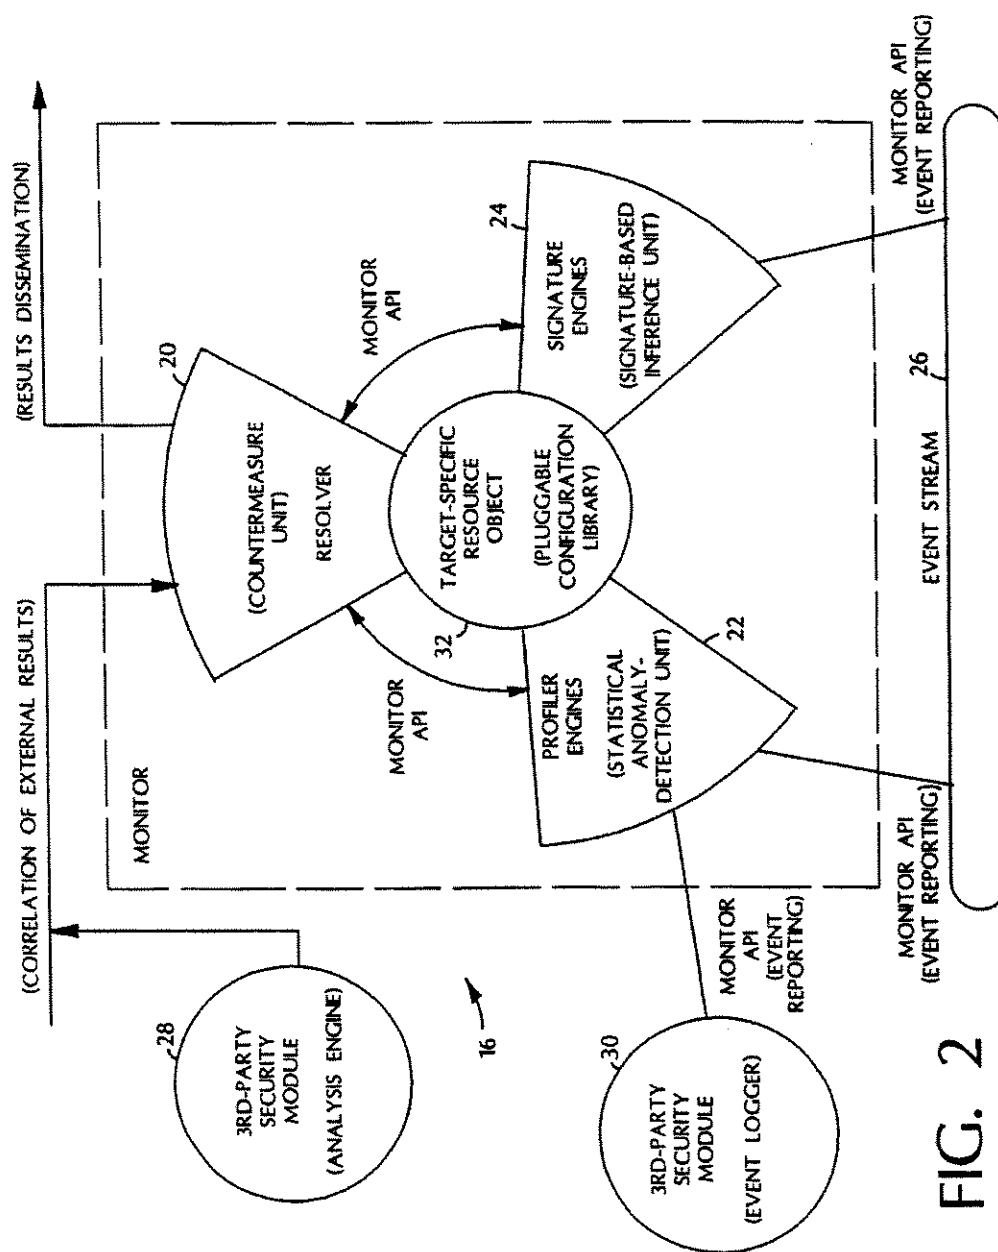 (CORRELATION OF EXTERNAL RESULTS)
(RESULTS DISSEMINATION)
MONITOR
20
(COUNTERMEASURE
UNIT)
RESOLVER
28
3RD-PARTY
SECURITY
MODULE
(ANALYSIS ENGINE)
MONITOR
API
MONITOR
API
32
TARGET-SPECIFIC
RESOURCE
OBJECT
(PLUGGABLE
CONFIGURATION
LIBRARY)
24
SIGNATURE
ENGINES
(SIGNATURE-BASED
INFERENCE UNIT)
PROFILER
ENGINES
(STATISTICAL
ANOMALY-
DETECTION UNIT)
22
16
30
3RD-PARTY
SECURITY
MODULE
(EVENT LOGGER)
MONITOR
API
(EVENT
REPORTING)
MONITOR API
(EVENT REPORTING)
MONITOR API
(EVENT REPORTING)
EVENT STREAM
26
FIG. 2